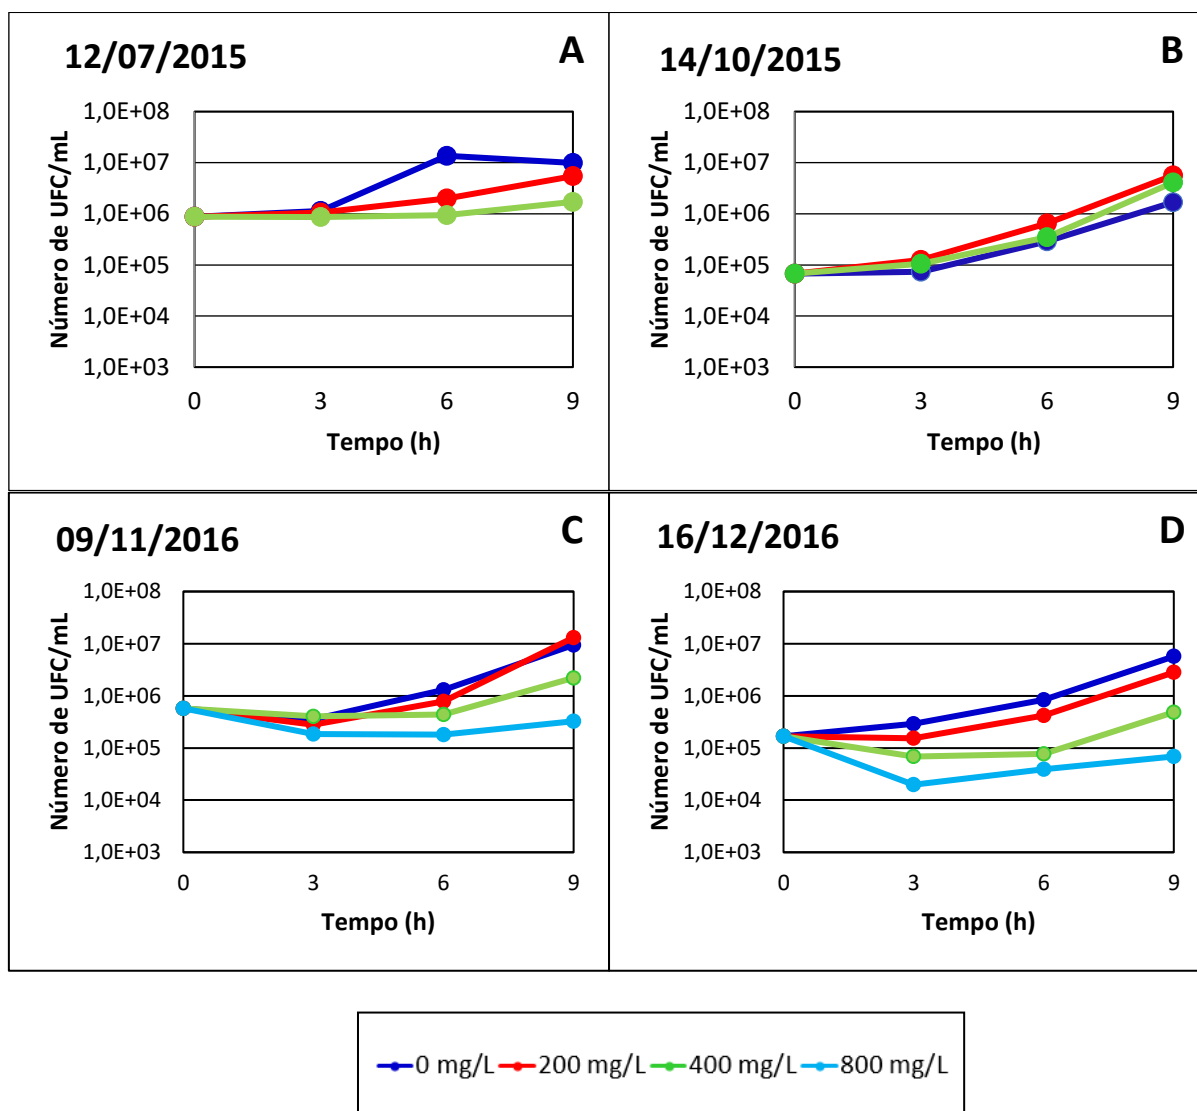 12/07/2015
A
Número de UFC/mL
1,0E+08
1,0E+07
1,0E+06
1,0E+05
1,0E+04
1,0E+03
0 3 6 9
Tempo (h)
14/10/2015
B
Número de UFC/mL
1,0E+08
1,0E+07
1,0E+06
1,0E+05
1,0E+04
1,0E+03
0 3 6 9
Tempo (h)
09/11/2016
C
Número de UFC/mL
1,0E+08
1,0E+07
1,0E+06
1,0E+05
1,0E+04
1,0E+03
0 3 6 9
Tempo (h)
16/12/2016
D
Número de UFC/mL
1,0E+08
1,0E+07
1,0E+06
1,0E+05
1,0E+04
1,0E+03
0 3 6 9
Tempo (h)
0 mg/L 200 mg/L 400 mg/L 800 mg/L